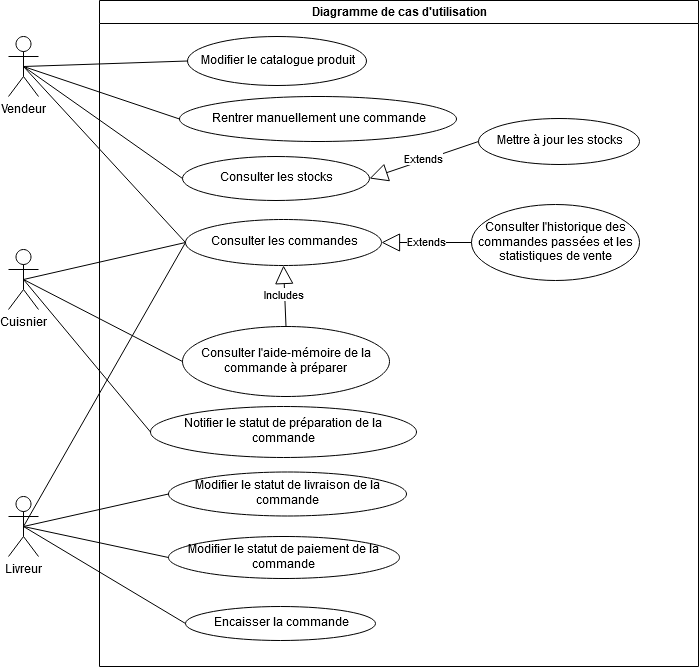 Diagramme de cas d'utilisation
Modifier le catalogue produit
Vendeur
Rentrer manuellement une commande
Mettre à jour les stocks
Extends
Consulter les stocks
Consulter les commandes
Extends
Consulter l'historique des
commandes passées et les
statistiques de vente
Includes
Cuisnier
Consulter l'aide-mémoire de la
commande à préparer
Notifier le statut de préparation de la
commande
Modifier le statut de livraison de la
commande
Livreur
Modifier le statut de paiement de la
commande
Encaisser la commande